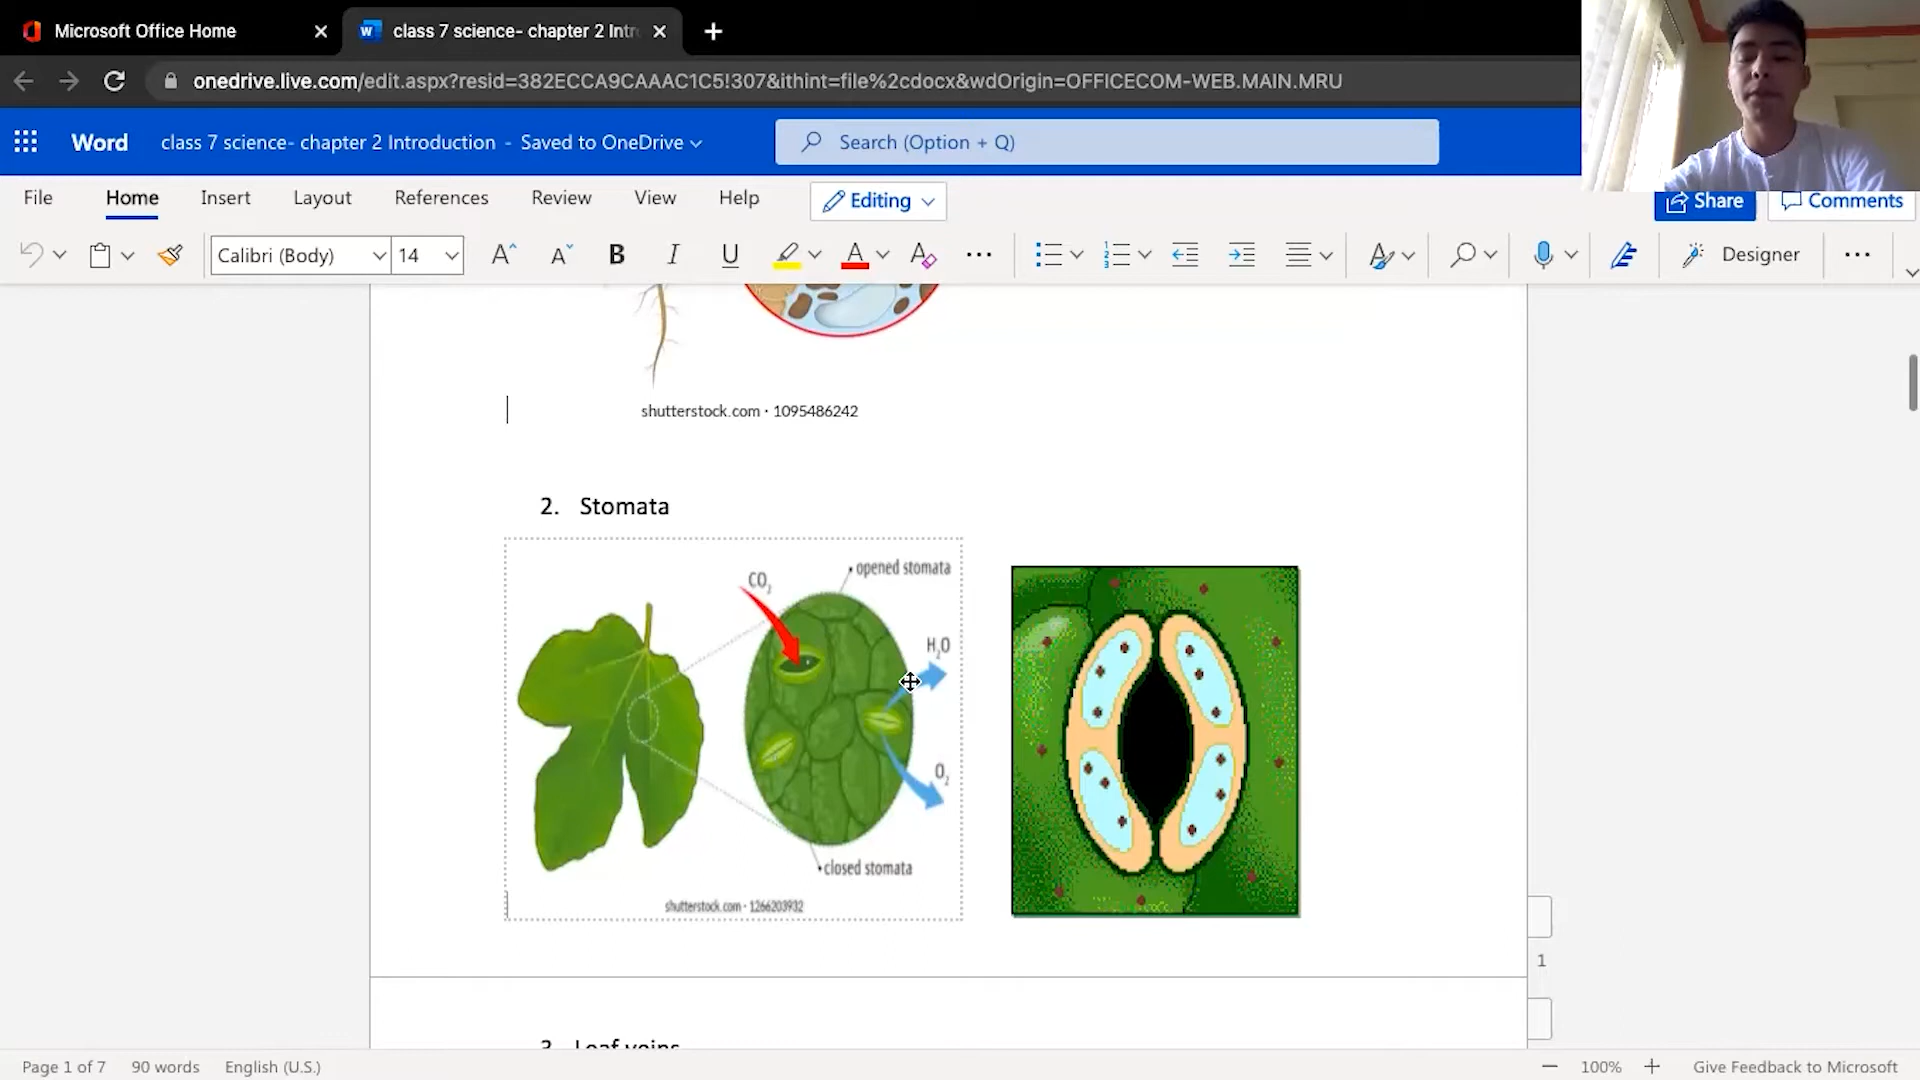 Microsoft Office Home
class 7 science- chapter 2 Intr
onedrive.live.com/edit.aspx?resid=382ECCA9CAAAC1C5!307&ithint=file%2cdocx&wdOrigin=OFFICECOM-WEB.MAIN.MRU
Word
class 7 science- chapter 2 Introduction - Saved to OneDrive
Search (Option + Q)
File Home Insert Layout References Review View Help Editing
Share Comments
Calibri (Body) 14
B I U A
Designer
shutterstock.com · 1095486242
2. Stomata
CO2
opened stomata
H2O
O2
closed stomata
shutterstock.com · 1266203932
1
3. Leaf veins
Page 1 of 7 90 words English (U.S.)
100% Give Feedback to Microsoft